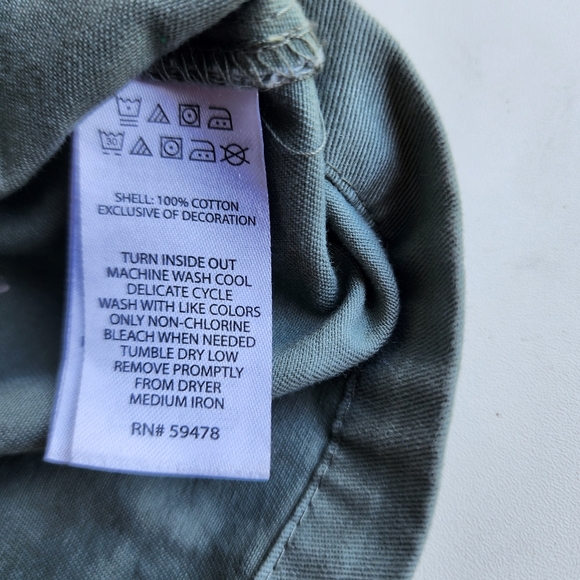 30
SHELL: 100% COTTON
EXCLUSIVE OF DECORATION
TURN INSIDE OUT
MACHINE WASH COOL
DELICATE CYCLE
WASH WITH LIKE COLORS
ONLY NON-CHLORINE
BLEACH WHEN NEEDED
TUMBLE DRY LOW
REMOVE PROMPTLY
FROM DRYER
MEDIUM IRON
RN# 59478